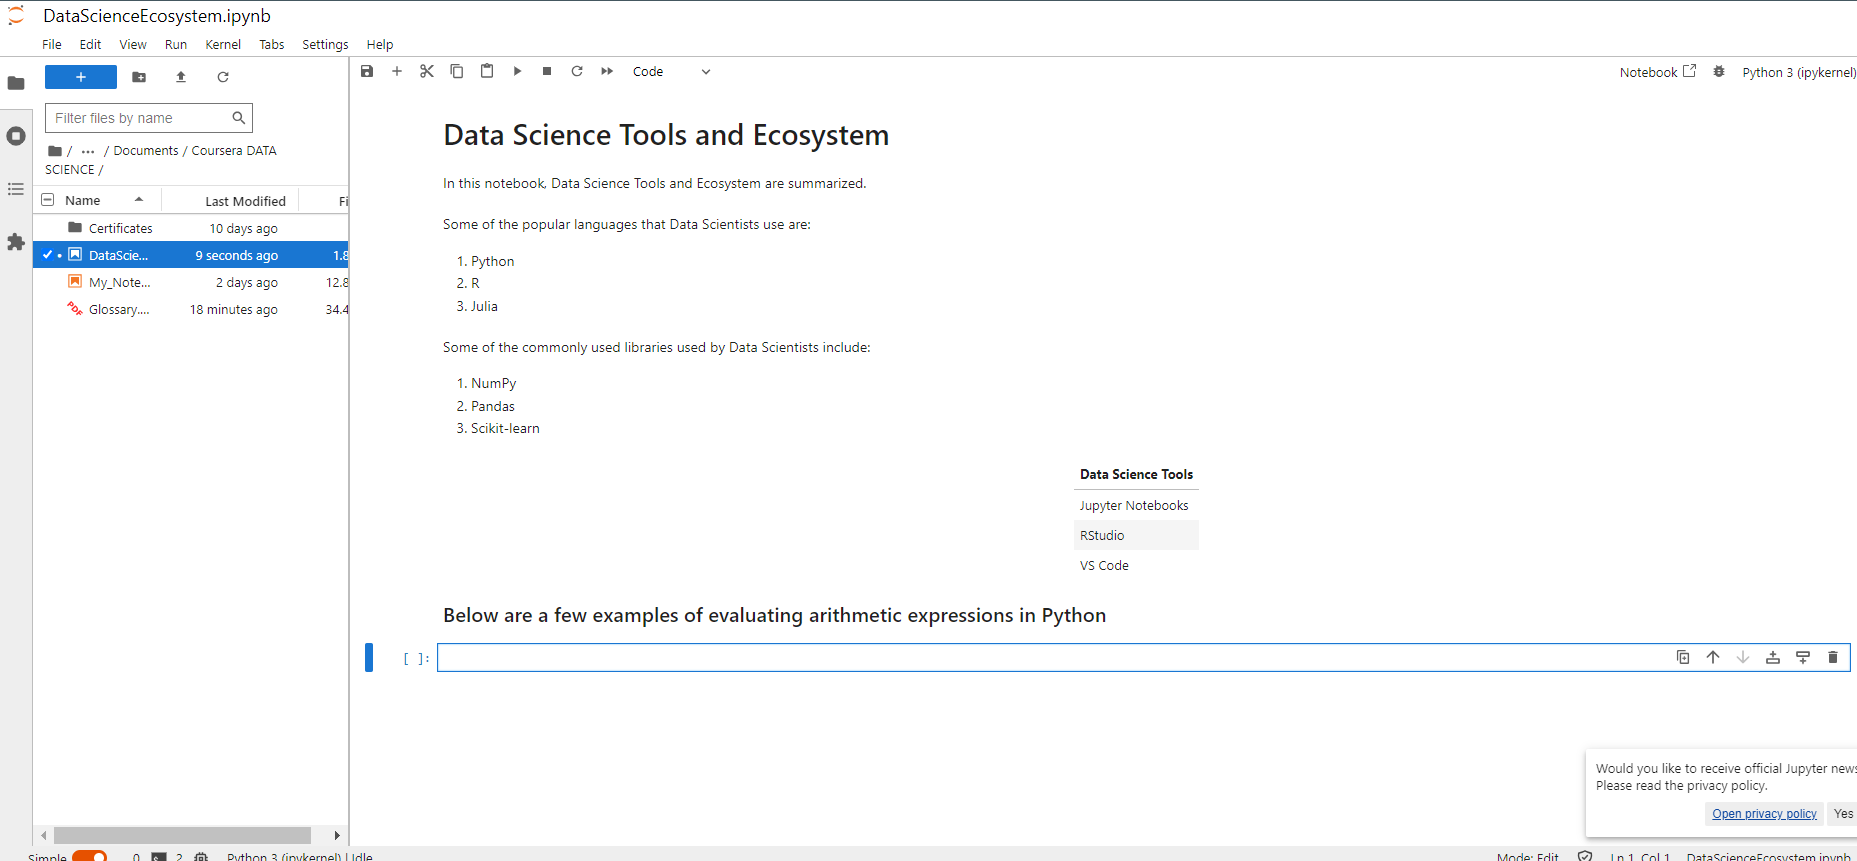 DataScienceEcosystem.ipynb
File Edit View Run Kernel Tabs Settings Help
+
Filter files by name
/ ... / Documents / Coursera DATA
SCIENCE /
Name Last Modified Fi
Certificates 10 days ago
DataScie... 9 seconds ago 1.8
My_Note... 2 days ago 12.8
Glossary.... 18 minutes ago 34.4
Code
Notebook Python 3 (ipykernel)
Data Science Tools and Ecosystem
In this notebook, Data Science Tools and Ecosystem are summarized.
Some of the popular languages that Data Scientists use are:
1. Python
2. R
3. Julia
Some of the commonly used libraries used by Data Scientists include:
1. NumPy
2. Pandas
3. Scikit-learn
Data Science Tools
Jupyter Notebooks
RStudio
VS Code
Below are a few examples of evaluating arithmetic expressions in Python
[ ]:
Would you like to receive official Jupyter news
Please read the privacy policy.
Open privacy policy Yes
Simple 0 2 Python 3 (ipykernel) | Idle
Mode: Edit Ln 1, Col 1 DataScienceEcosystem.ipynb